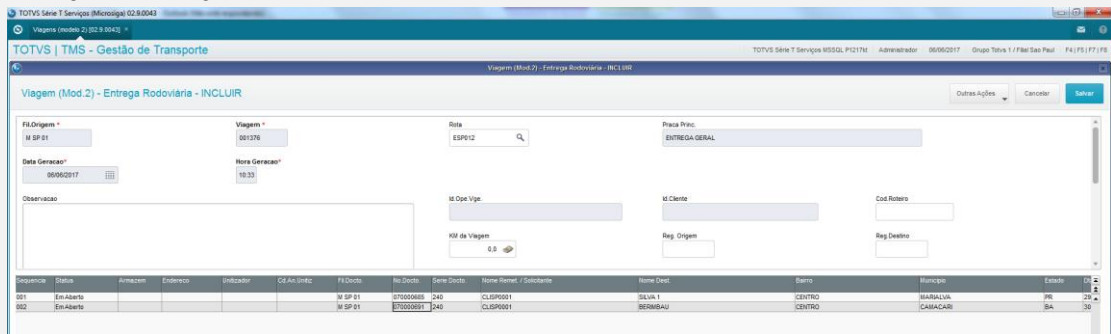 TOTVS Série T Serviços (Microsiga) 02.9.0043
Viagens (modelo 2) [02.9.0043] ×
TOTVS | TMS - Gestão de Transporte
TOTVS Série T Serviços MSSQL P1217fd Administrador 06/06/2017 Grupo Totvs 1 / Filial Sao Paul F4 | F5 | F7 | F8
Viagem (Mod.2) - Entrega Rodoviária - INCLUIR
Viagem (Mod.2) - Entrega Rodoviária - INCLUIR Outras Ações Cancelar Salvar
Fil.Origem * Viagem * Rota Praca Princ.
M SP 01 001376 ESP012 ENTREGA GERAL
Data Geracao* Hora Geracao*
06/06/2017 10:33
Observacao Id.Ope.Vge. Id.Cliente Cod.Roteiro
KM da Viagem Reg. Origem Reg.Destino
0,0
Sequencia Status Armazem Endereco Unitizador Cd.An.Unitiz Fil.Docto. No.Docto. Serie Docto. Nome Remet. / Solicitante Nome Dest. Bairro Municipio Estado
001 Em Aberto M SP 01 070000685 240 CLISP0001 SILVA 1 CENTRO MARIALVA PR 29
002 Em Aberto M SP 01 070000691 240 CLISP0001 BERIMBAU CENTRO CAMACARI BA 30